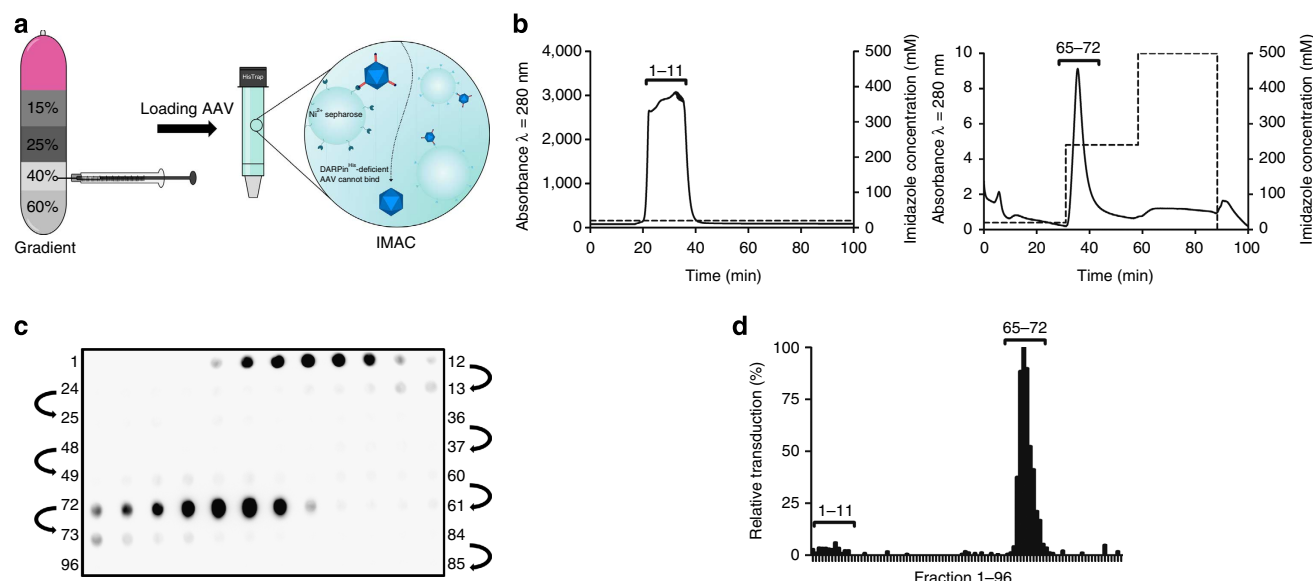 a
15%
25%
40%
60%
Gradient
Loading AAV
HisTrap
Ni2+ sepharose
DARPinHis-deficient
AAV cannot bind
IMAC
b
Absorbance λ = 280 nm
4,000
3,000
2,000
1,000
0
1–11
500
400
300
200
100
0
Imidazole concentration (mM)
0 20 40 60 80 100
Time (min)
Absorbance λ = 280 nm
10
8
6
4
2
0
65–72
500
400
300
200
100
0
Imidazole concentration (mM)
0 20 40 60 80 100
Time (min)
c
1 12
24 13
25 36
48 37
49 60
72 61
73 84
96 85
d
Relative transduction (%)
100
75
50
25
0
65–72
1–11
Fraction 1–96